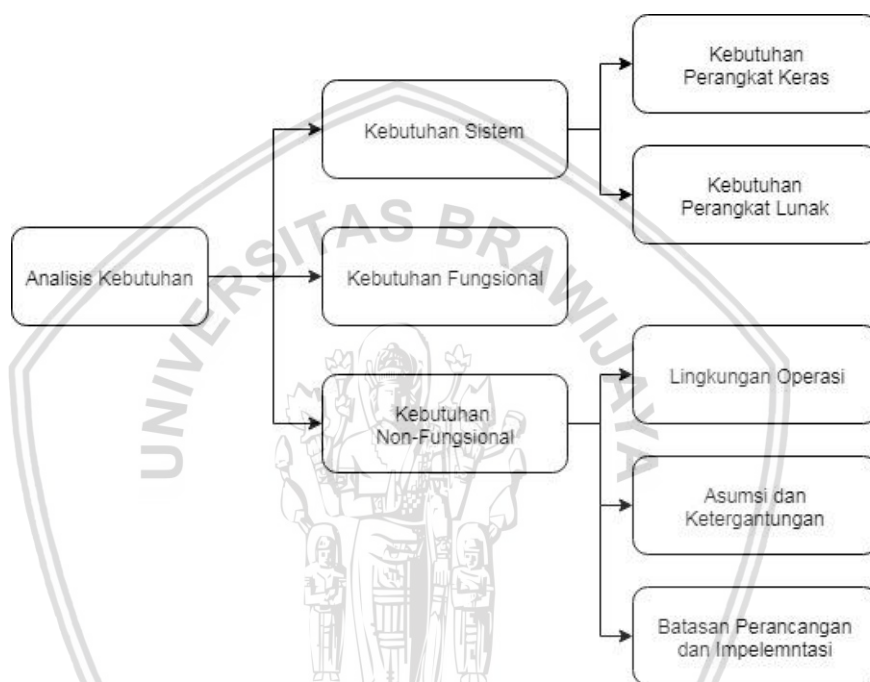 Kebutuhan
Perangkat Keras
Kebutuhan Sistem
Kebutuhan
Perangkat Lunak
UNIVERSITAS BRAWIJAYA
Analisis Kebutuhan
Kebutuhan Fungsional
Lingkungan Operasi
Kebutuhan
Non-Fungsional
Asumsi dan
Ketergantungan
Batasan Perancangan
dan Impelemntasi